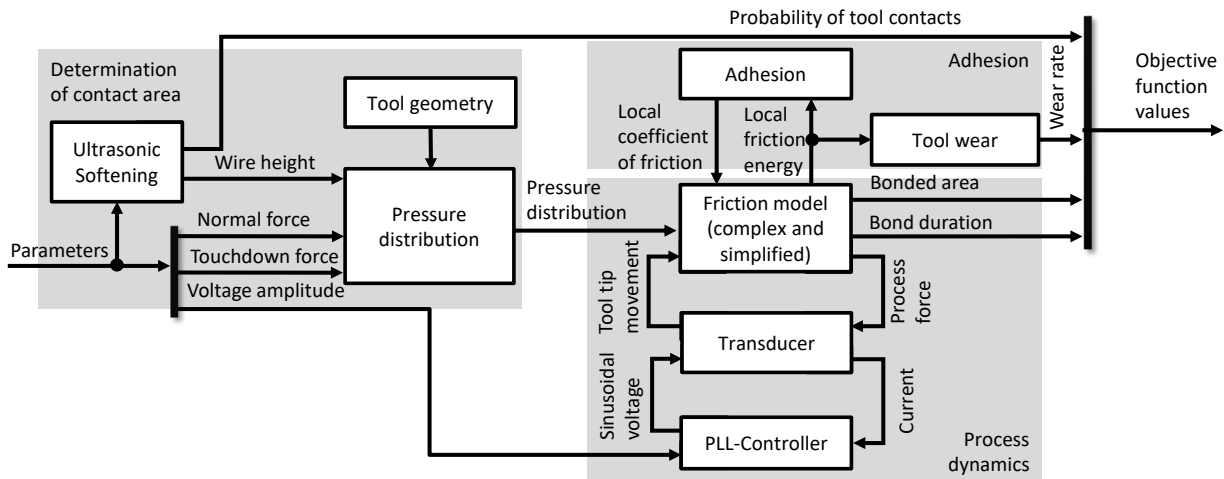 Probability of tool contacts
Determination
of contact area
Adhesion
Adhesion
Wear rate
Objective
function
values
Tool geometry
Local
coefficient
of friction
Local
friction
energy
Tool wear
Ultrasonic
Softening
Wire height
Pressure
distribution
Pressure
distribution
Friction model
(complex and
simplified)
Bonded area
Bond duration
Normal force
Parameters
Touchdown force
Voltage amplitude
Tool tip
movement
Process
force
Transducer
Sinusoidal
voltage
Current
PLL-Controller
Process
dynamics